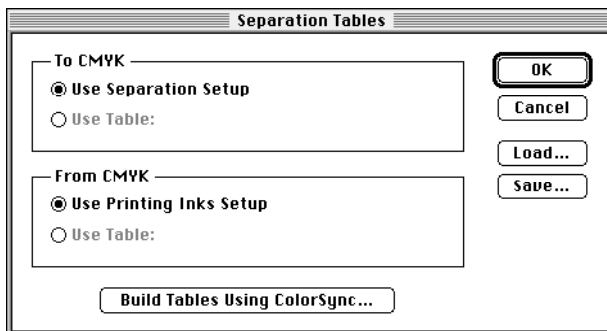 Separation Tables
To CMYK
Use Separation Setup
Use Table:
From CMYK
Use Printing Inks Setup
Use Table:
Build Tables Using ColorSync...
OK
Cancel
Load...
Save...